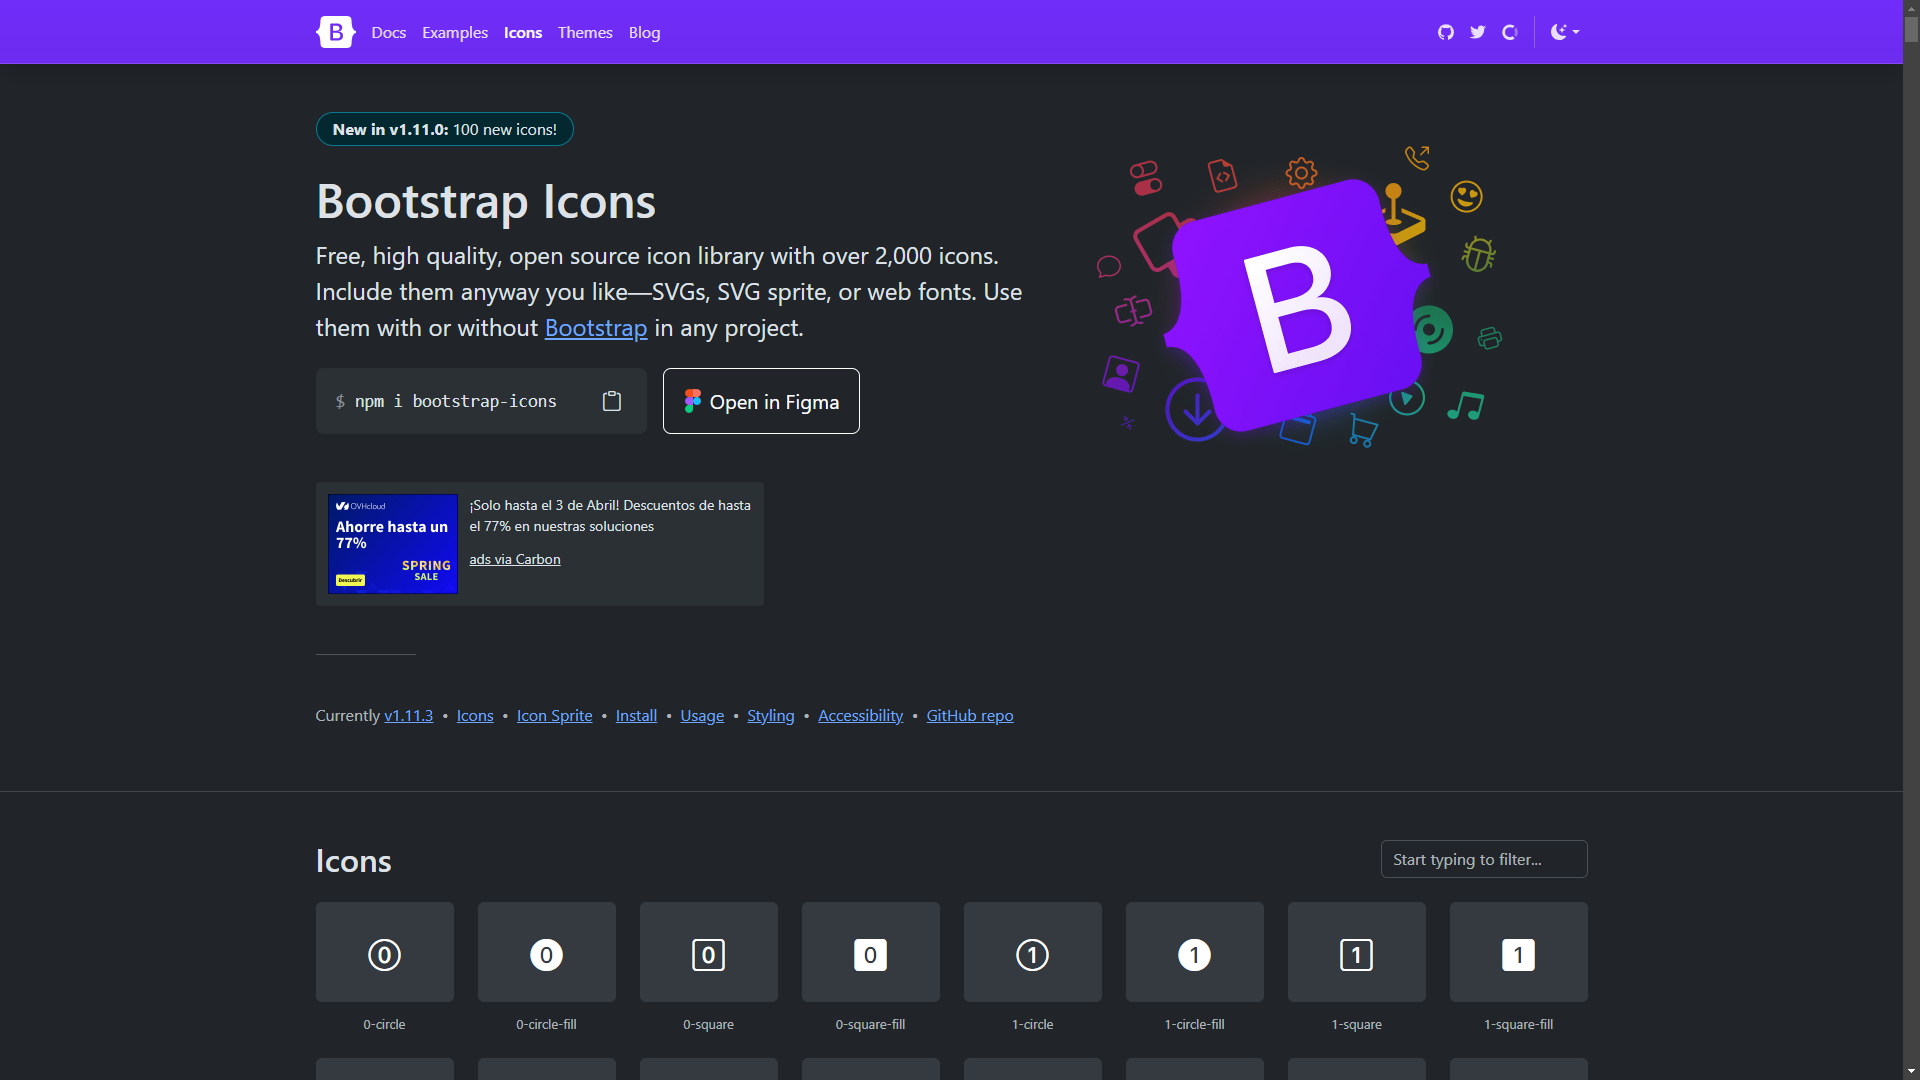 B Docs Examples Icons Themes Blog
New in v1.11.0: 100 new icons!
Bootstrap Icons
Free, high quality, open source icon library with over 2,000 icons.
Include them anyway you like—SVGs, SVG sprite, or web fonts. Use
them with or without Bootstrap in any project.
$ npm i bootstrap-icons
Open in Figma
B
OVHcloud
Ahorre hasta un
77%
SPRING
SALE
Descubrir
¡Solo hasta el 3 de Abril! Descuentos de hasta
el 77% en nuestras soluciones
ads via Carbon
Currently v1.11.3 • Icons • Icon Sprite • Install • Usage • Styling • Accessibility • GitHub repo
Icons
Start typing to filter...
0 0 0 0 1 1 1 1
0-circle 0-circle-fill 0-square 0-square-fill 1-circle 1-circle-fill 1-square 1-square-fill